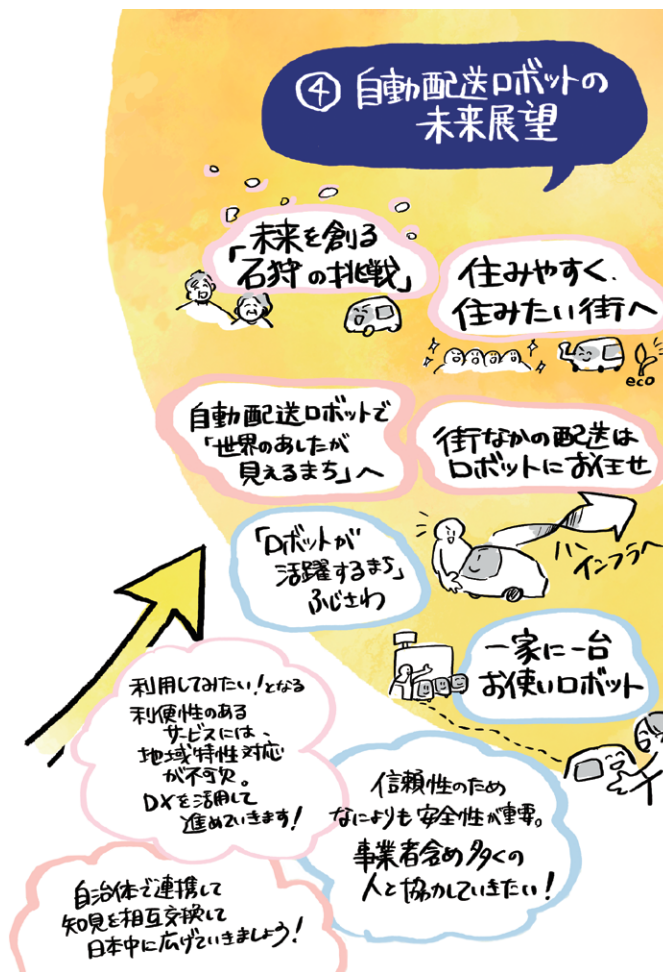 ④ 自動配送ロボットの
未来展望
未来を創る
「石狩の挑戦」
住みやすく、
住みたい街へ
eco
自動配送ロボットで
「世界のあしたが
見えるまち」へ
街なかの配送は
ロボットにお任せ
「ロボットが
活躍するまち」
ふじさわ
インフラへ
一家に一台
お使いロボット
利用してみたい!となる
利便性のある
サービスには、
地域特性対応
が不可欠。
DXを活用して
進めていきます!
信頼性のため
なによりも安全性が重要。
事業者含め多くの
人と協力していきたい!
自治体で連携して
知見を相互交換して
日本中に広げていきましょう!